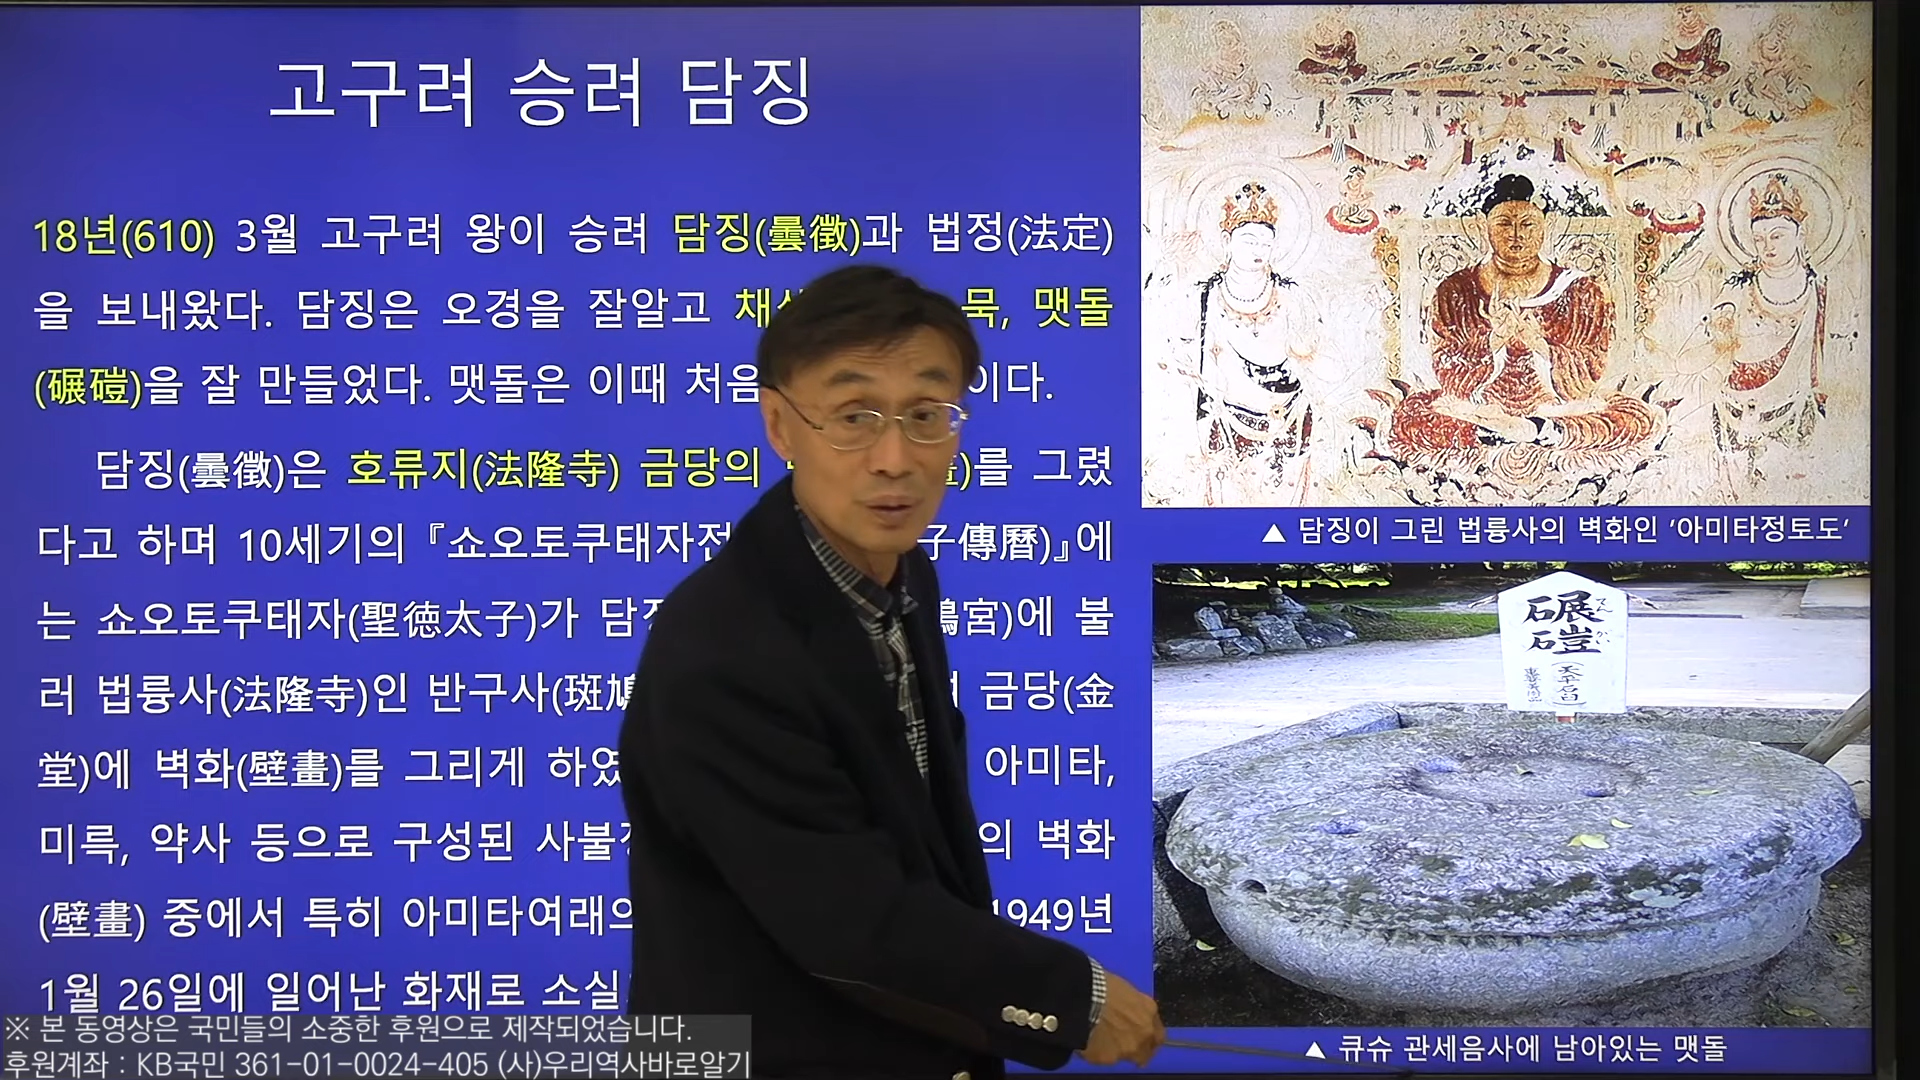 고구려 승려 담징
18년(610) 3월 고구려 왕이 승려 담징(曇徵)과 법정(法定)
을 보내왔다. 담징은 오경을 잘알고 묵, 맷돌
(碾磑)을 잘 만들었다. 맷돌은 이때 처음 이다.
담징(曇徵)은 호류지(法隆寺) 금당의 를 그렸
다고 하며 10세기의 『쇼오토쿠태자전 子傳曆)』에
는 쇼오토쿠태자(聖徳太子)가 宮)에 불
러 법륭사(法隆寺)인 반구사(斑鳩 금당(金
堂)에 벽화(壁畫)를 그리게 하였 아미타,
미륵, 약사 등으로 구성된 의 벽화
(壁畫) 중에서 특히 아미타여래의 1949년
1월 26일에 일어난 화재로 소실
▲ 담징이 그린 법륭사의 벽화인 '아미타정토도'
碾磑
てん
がい
(天平石臼)
▲ 큐슈 관세음사에 남아있는 맷돌
※ 본 동영상은 국민들의 소중한 후원으로 제작되었습니다.
후원계좌 : KB국민 361-01-0024-405 (사)우리역사바로알기